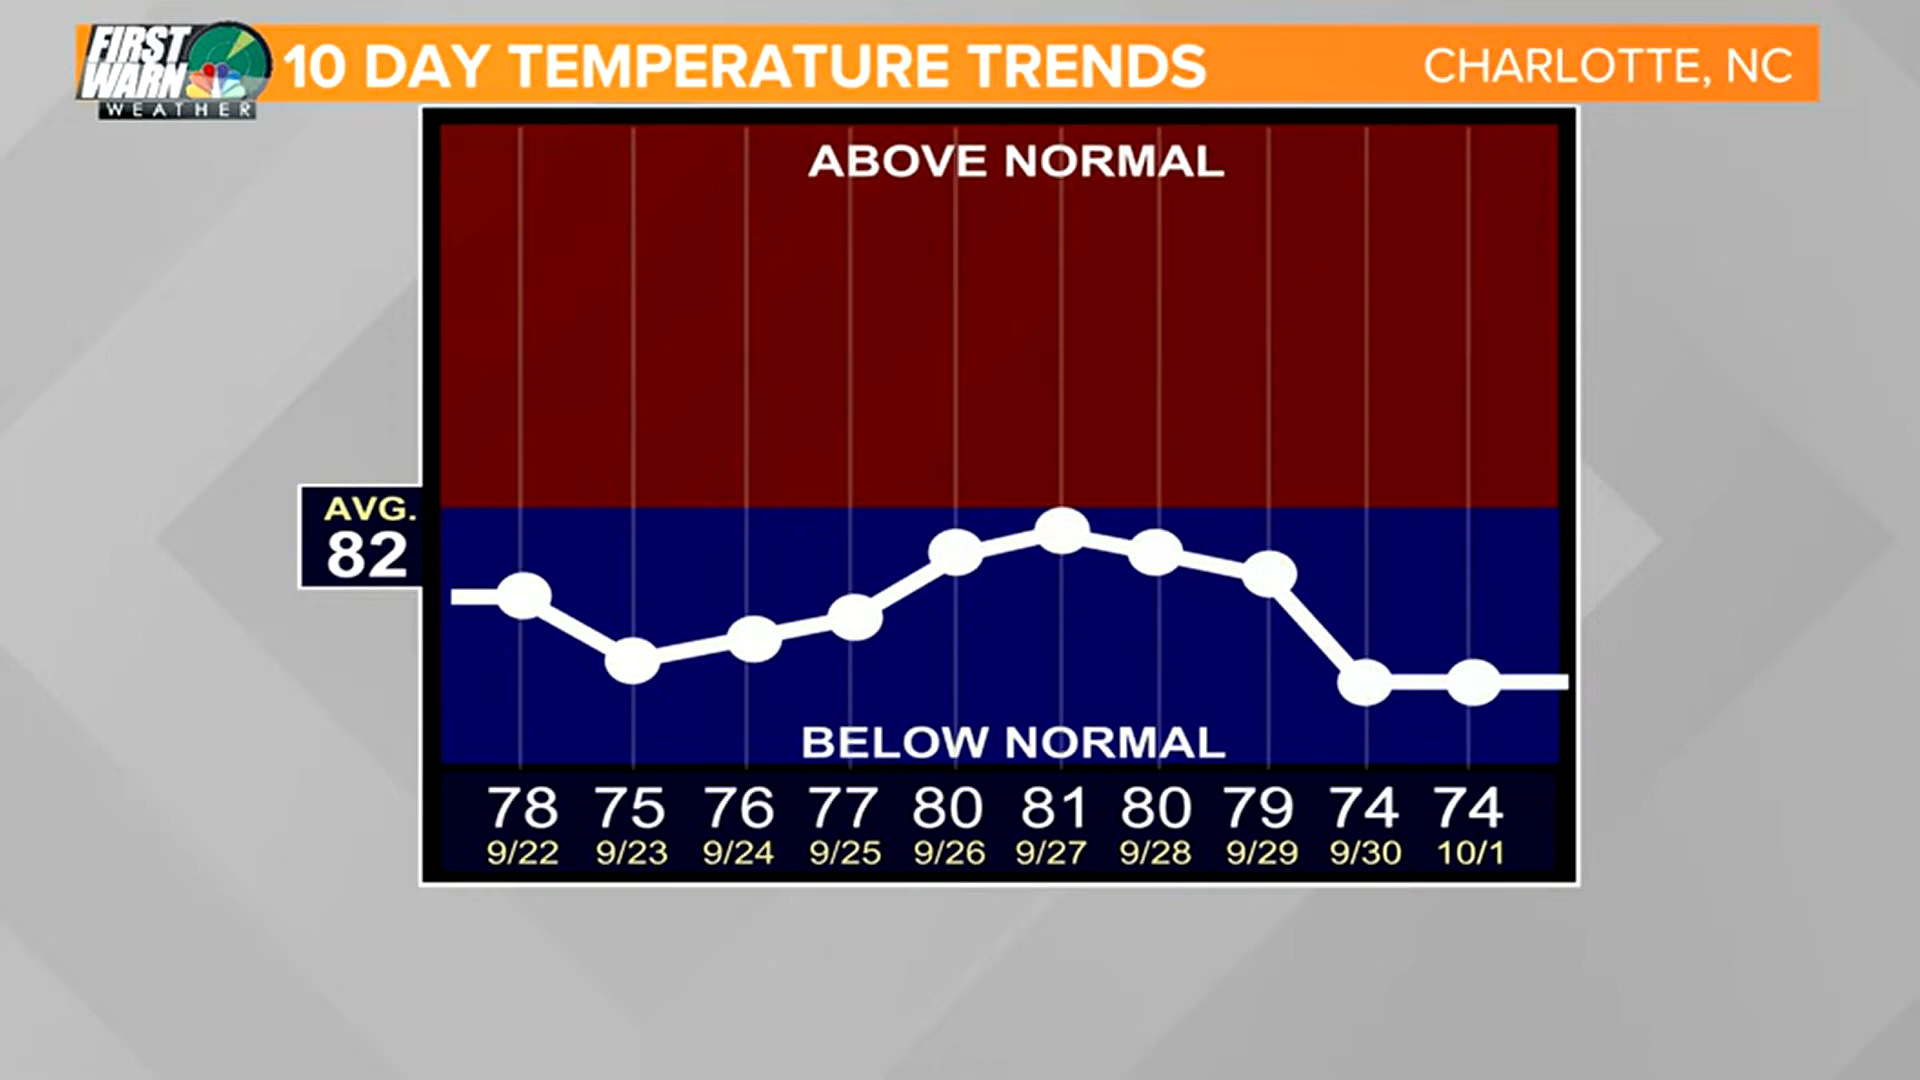 FIRST
WARN
WEATHER
10 DAY TEMPERATURE TRENDS
CHARLOTTE, NC
ABOVE NORMAL
AVG.
82
BELOW NORMAL
78 75 76 77 80 81 80 79 74 74
9/22 9/23 9/24 9/25 9/26 9/27 9/28 9/29 9/30 10/1